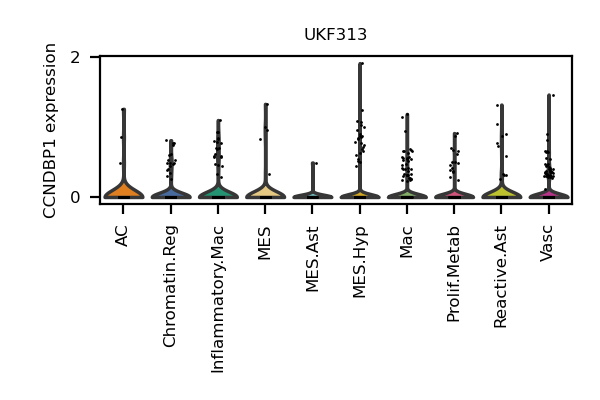 UKF313
CCNDBP1 expression
2
0
AC
Chromatin.Reg
Inflammatory.Mac
MES
MES.Ast
MES.Hyp
Mac
Prolif.Metab
Reactive.Ast
Vasc